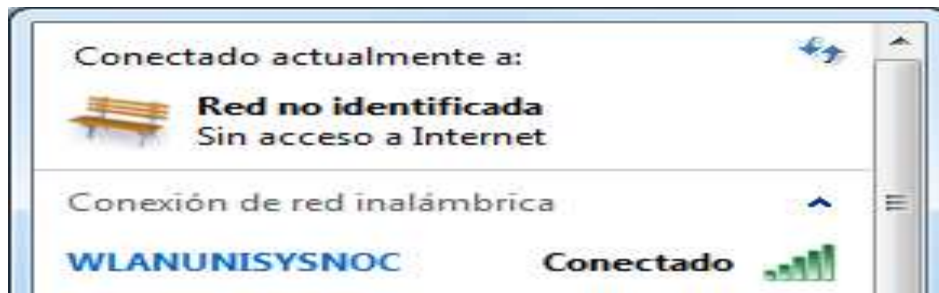 Conectado actualmente a:
Red no identificada
Sin acceso a Internet
Conexión de red inalámbrica
WLANUNISYSNOC Conectado